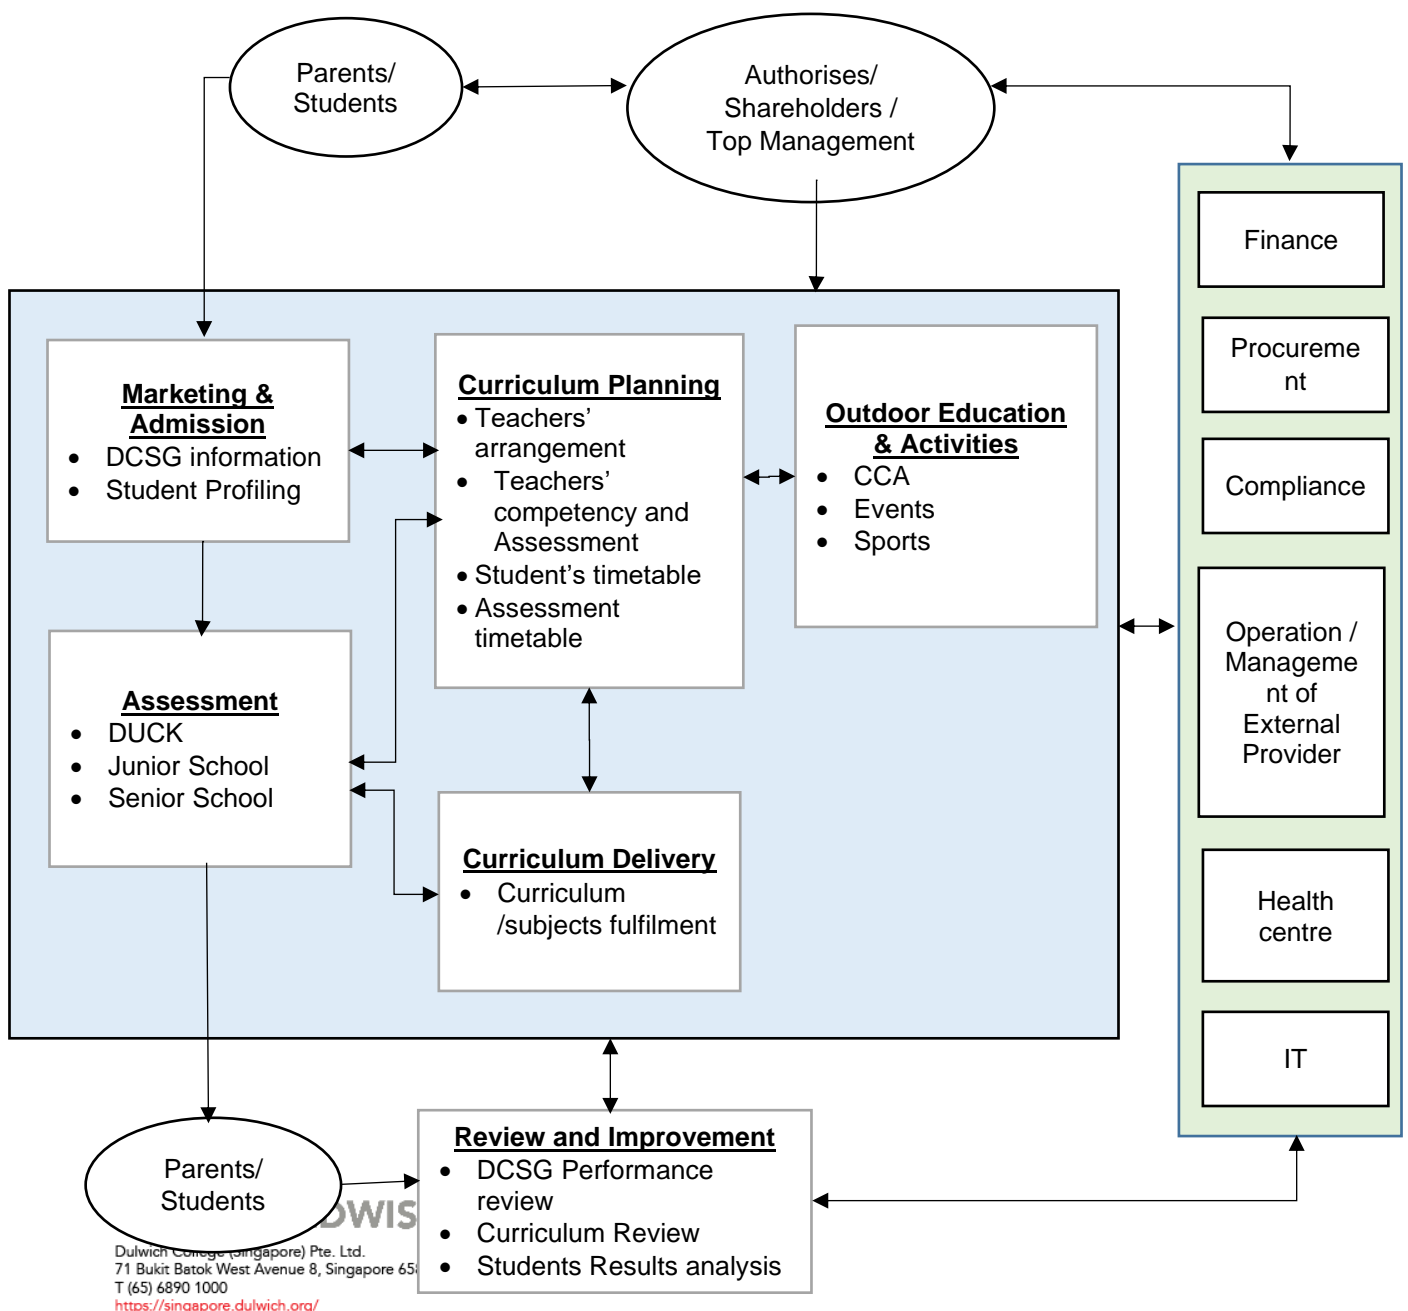 Parents/
Students
Authorises/
Shareholders /
Top Management
Finance
Procureme
nt
Compliance
Operation /
Manageme
nt of
External
Provider
Health
centre
IT
Marketing &
Admission
• DCSG information
• Student Profiling
Curriculum Planning
• Teachers’
arrangement
• Teachers’
competency and
Assessment
• Student’s timetable
• Assessment
timetable
Outdoor Education
& Activities
• CCA
• Events
• Sports
Assessment
• DUCK
• Junior School
• Senior School
Curriculum Delivery
• Curriculum
/subjects fulfilment
Parents/
Students
Review and Improvement
• DCSG Performance
review
• Curriculum Review
• Students Results analysis
Dulwich College (Singapore) Pte. Ltd.
71 Bukit Batok West Avenue 8, Singapore
T (65) 6890 1000
https://singapore.dulwich.org/